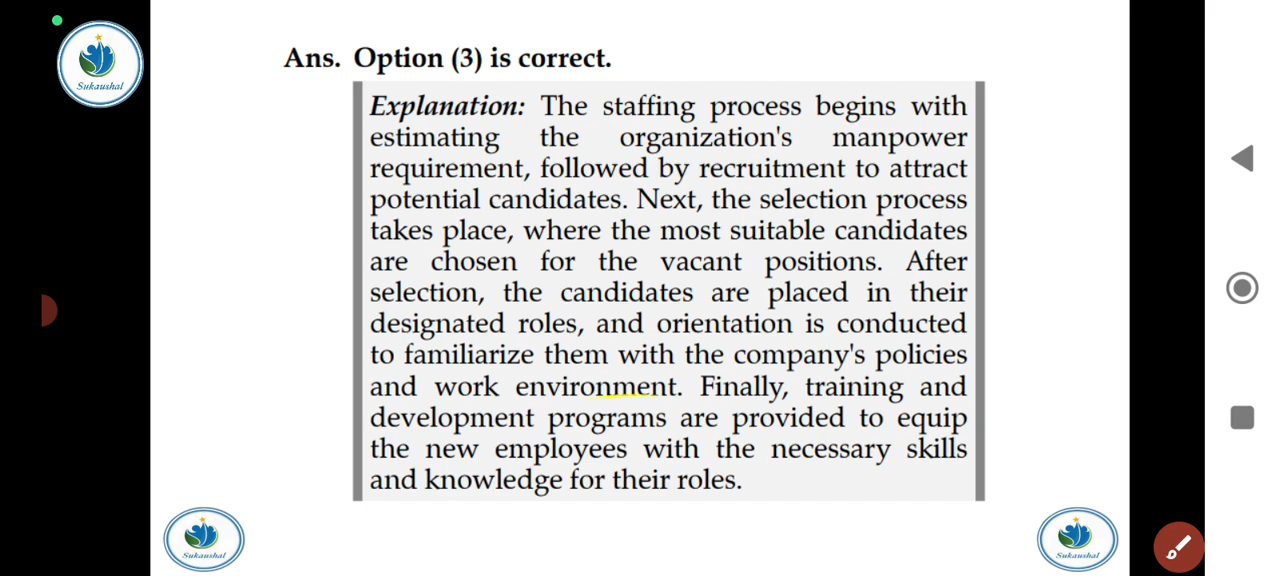 Sukaushal
Ans. Option (3) is correct.
Explanation: The staffing process begins with
estimating the organization's manpower
requirement, followed by recruitment to attract
potential candidates. Next, the selection process
takes place, where the most suitable candidates
are chosen for the vacant positions. After
selection, the candidates are placed in their
designated roles, and orientation is conducted
to familiarize them with the company's policies
and work environment. Finally, training and
development programs are provided to equip
the new employees with the necessary skills
and knowledge for their roles.
Sukaushal
Sukaushal